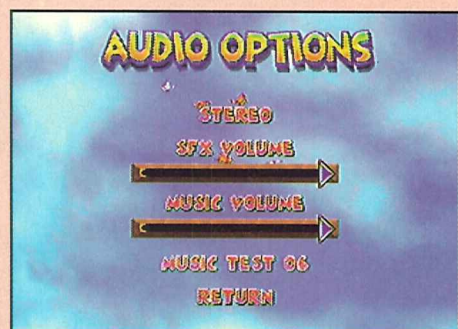 AUDIO OPTIONS
STEREO
SFX VOLUME
MUSIC VOLUME
MUSIC TEST 06
RETURN